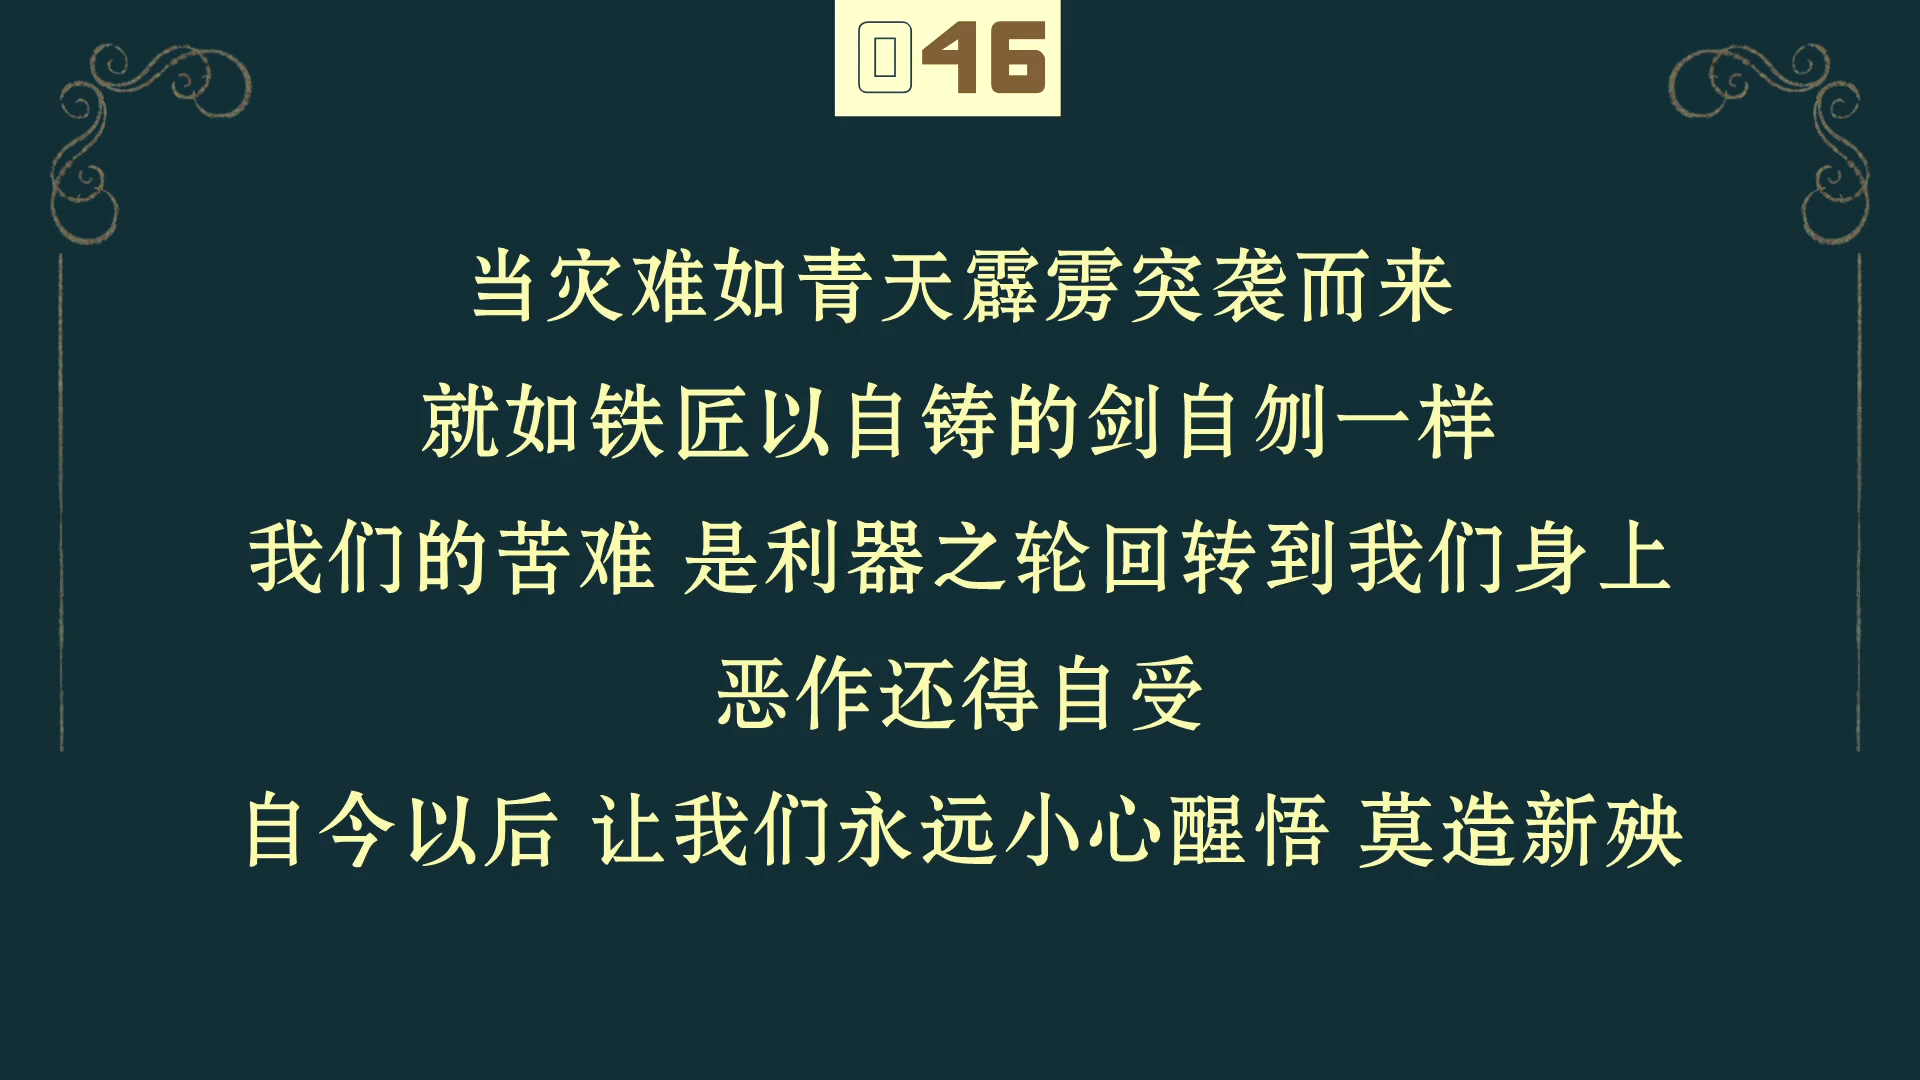 46
当灾难如青天霹雳突袭而来
就如铁匠以自铸的剑自刎一样
我们的苦难 是利器之轮回转到我们身上
恶作还得自受
自今以后 让我们永远小心醒悟 莫造新殃